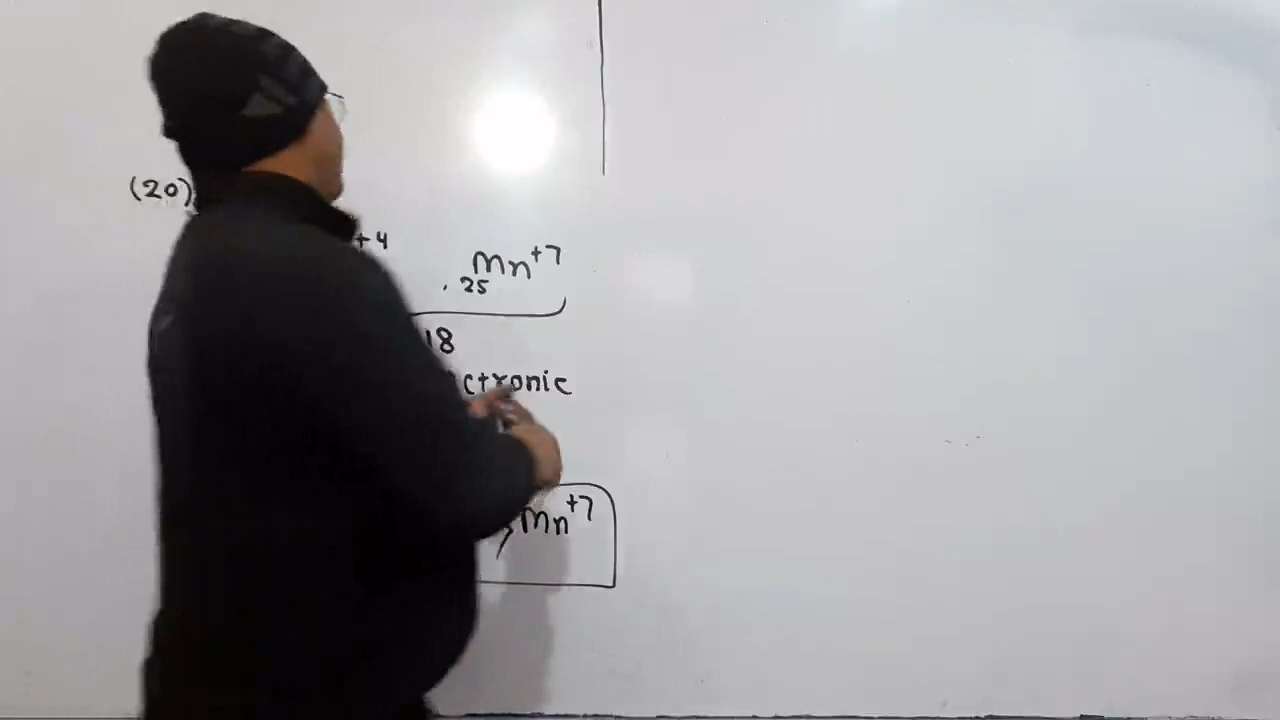 (20)
+4
25Mn+7
18
ctronic
, Mn+7